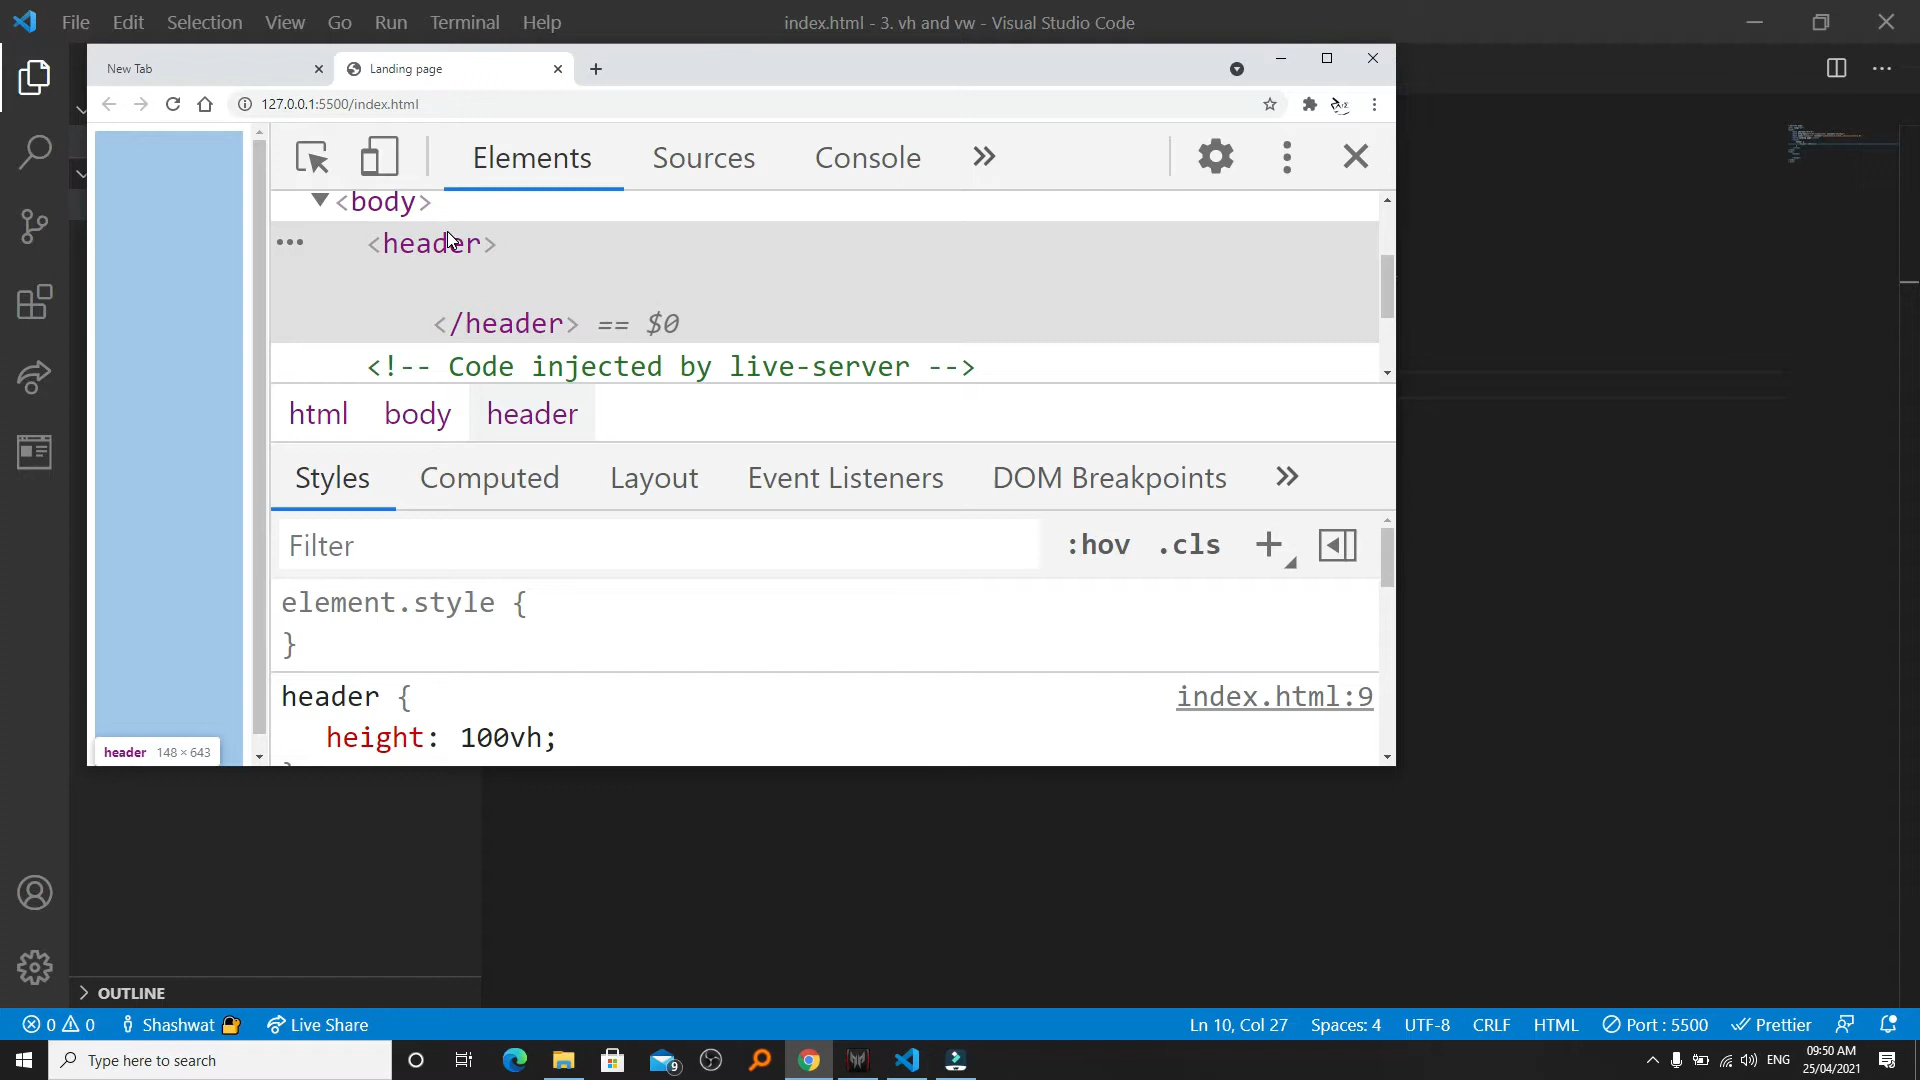 File Edit Selection View Go Run Terminal Help
index.html - 3. vh and vw - Visual Studio Code
New Tab
Landing page
127.0.0.1:5500/index.html
Elements Sources Console
<body>
<header>
</header> == $0
<!-- Code injected by live-server -->
html body header
Styles Computed Layout Event Listeners DOM Breakpoints
Filter
:hov .cls
element.style {
}
header {
index.html:9
height: 100vh;
header 148 × 643
OUTLINE
0 0 Shashwat Live Share
Ln 10, Col 27 Spaces: 4 UTF-8 CRLF HTML Port : 5500 Prettier
Type here to search
9
ENG
09:50 AM
25/04/2021